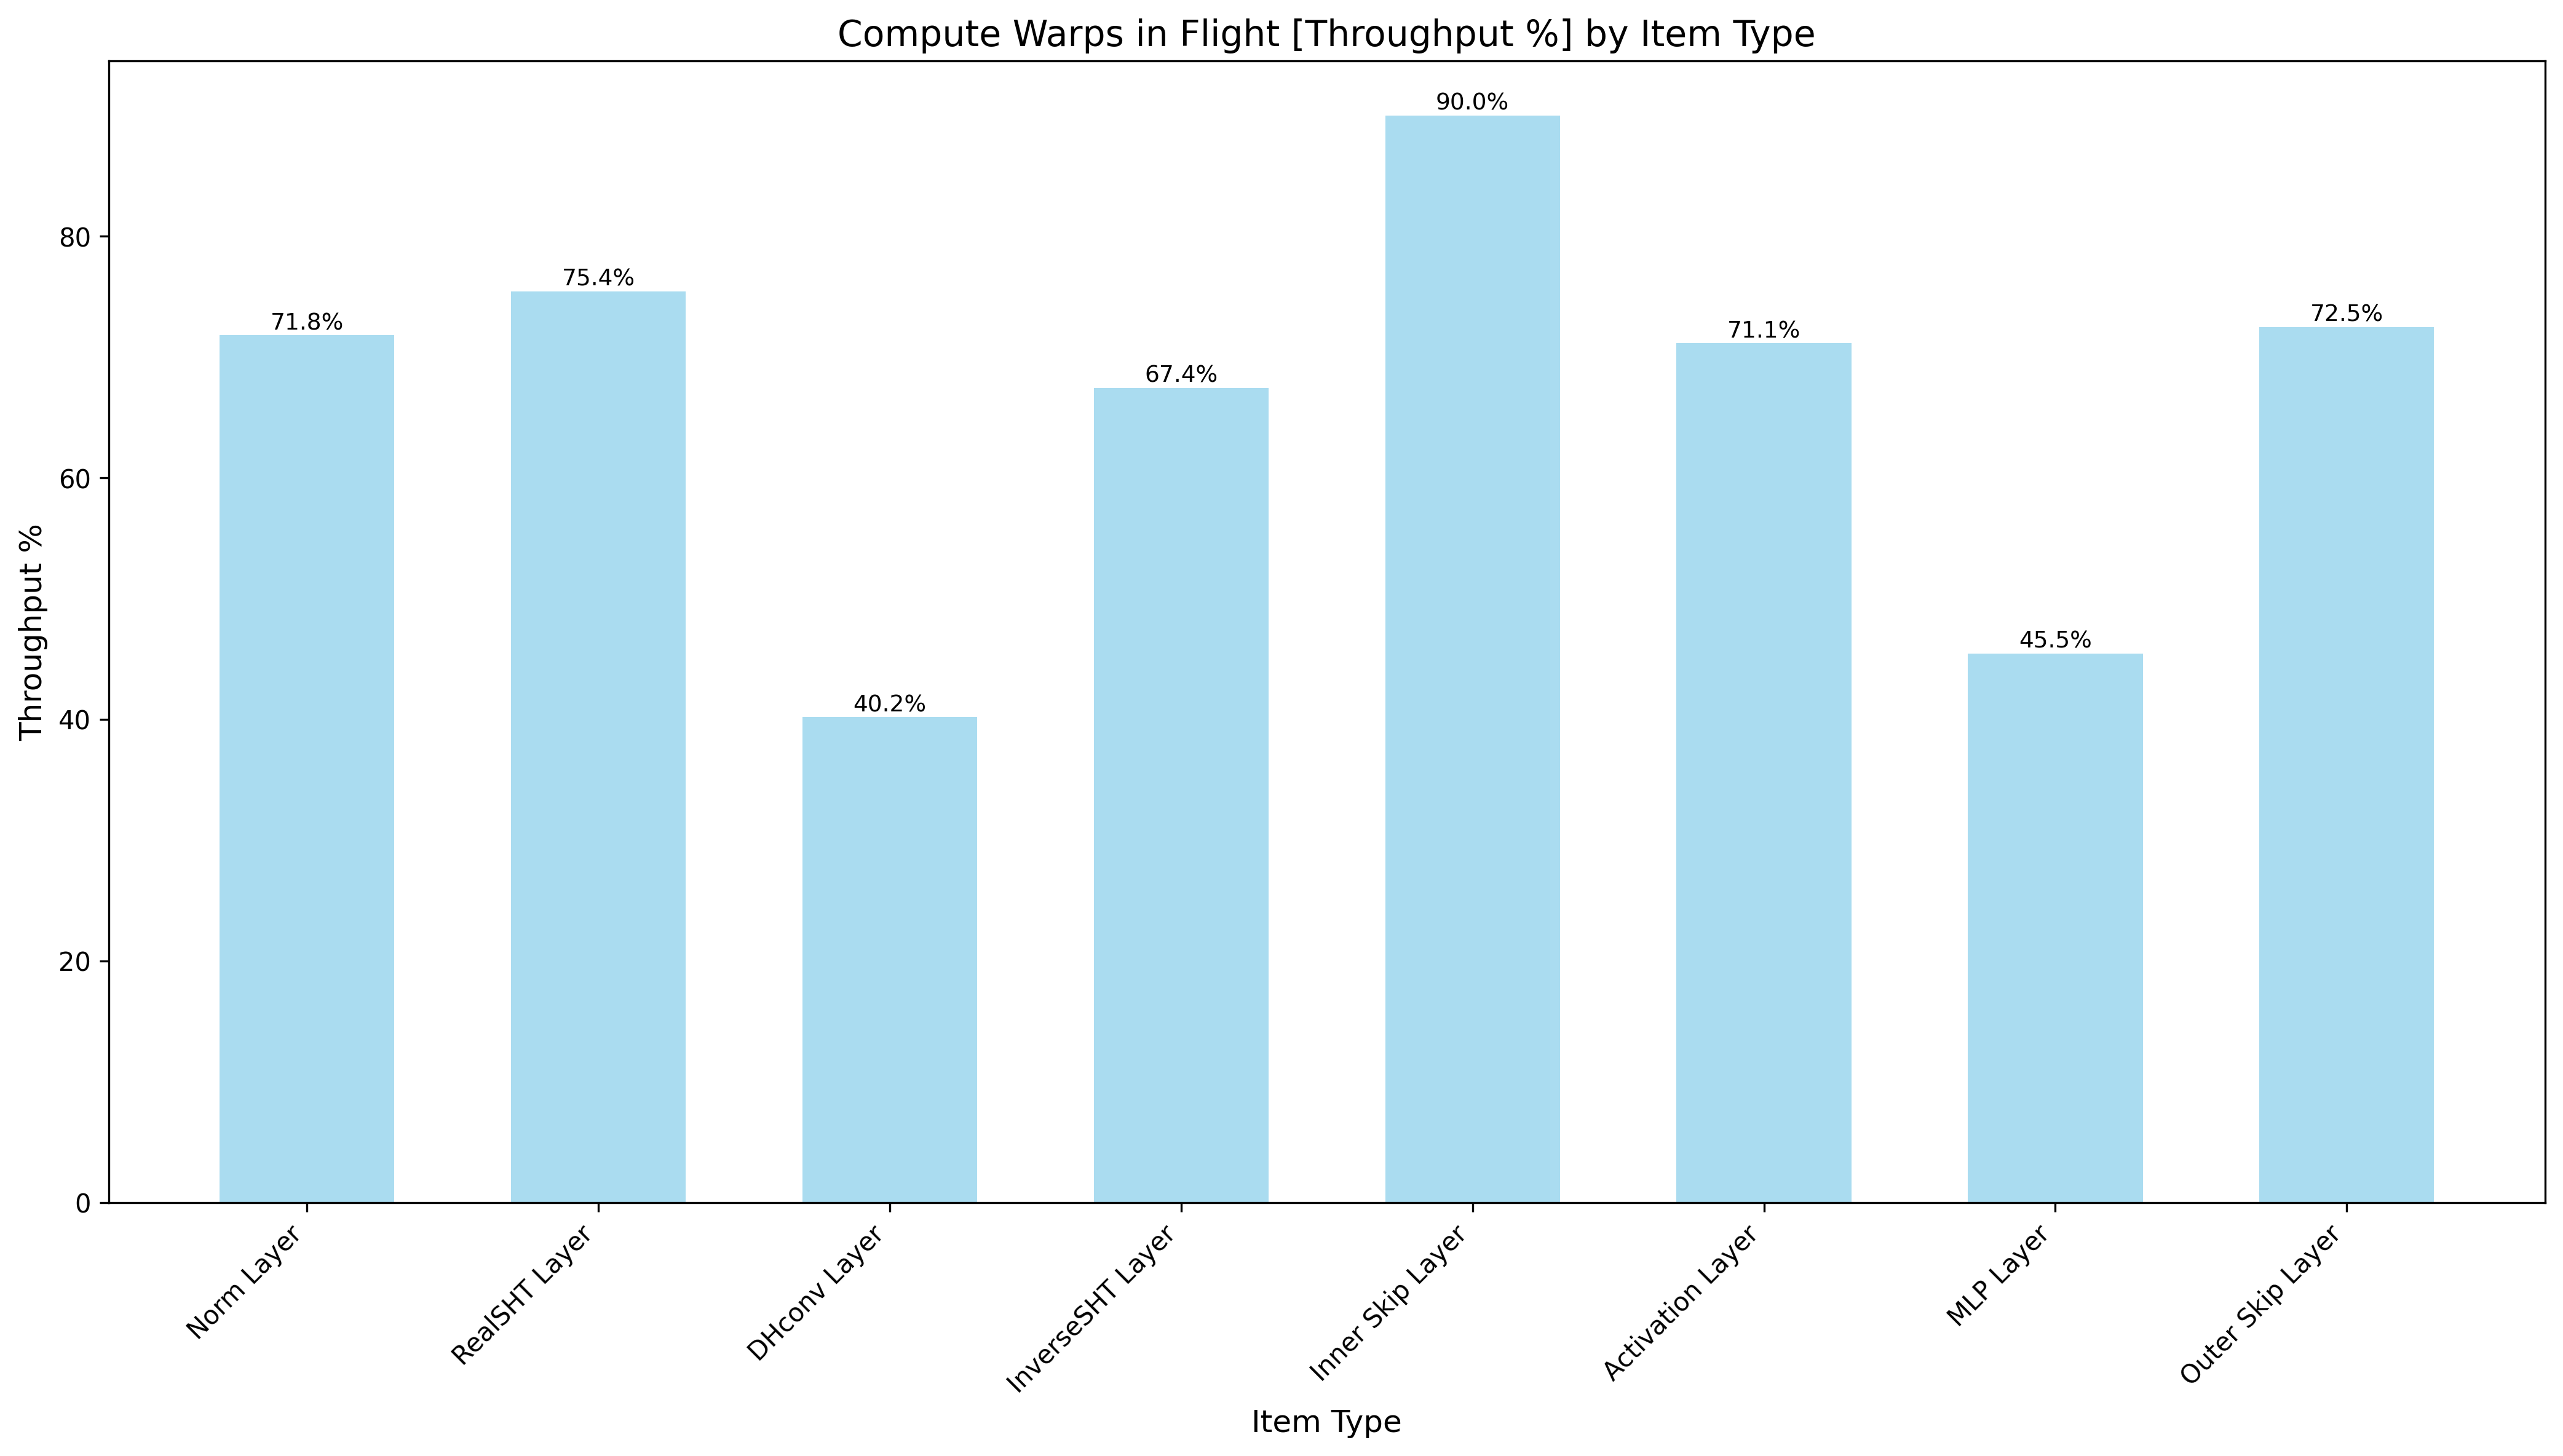 Compute Warps in Flight [Throughput %] by Item Type
Throughput %
80
60
40
20
0
71.8%
75.4%
40.2%
67.4%
90.0%
71.1%
45.5%
72.5%
Norm Layer
RealSHT Layer
DHconv Layer
InverseSHT Layer
Inner Skip Layer
Activation Layer
MLP Layer
Outer Skip Layer
Item Type